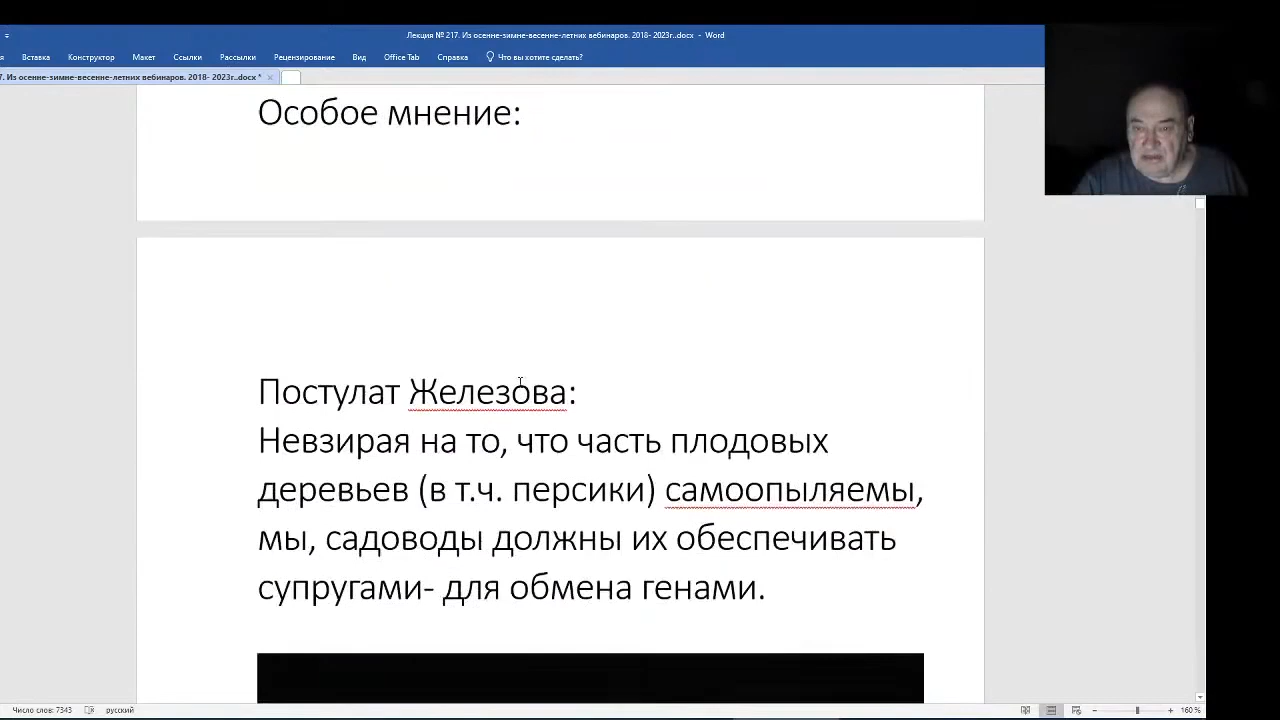 Лекция № 217. Из осенне-зимне-весенне-летних вебинаров. 2018- 2023г..docx - Word
я Вставка Конструктор Макет Ссылки Рассылки Рецензирование Вид Office Tab Справка Что вы хотите сделать?
7. Из осенне-зимне-весенне-летних вебинаров. 2018- 2023г..docx *
Особое мнение:
Постулат Железова:
Невзирая на то, что часть плодовых
деревьев (в т.ч. персики) самоопыляемы,
мы, садоводы должны их обеспечивать
супругами- для обмена генами.
Число слов: 7343 русский 160 %